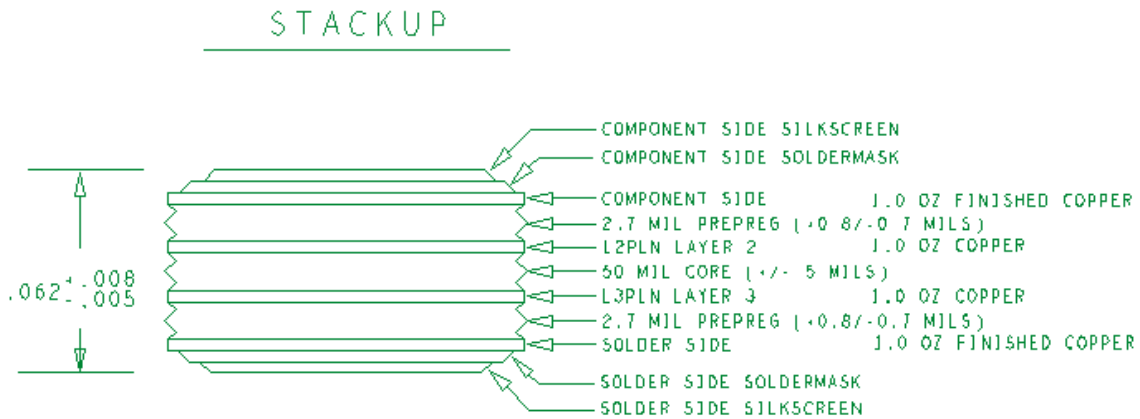 STACKUP
COMPONENT SIDE SILKSCREEN
COMPONENT SIDE SOLDERMASK
COMPONENT SIDE 1.0 OZ FINISHED COPPER
2.7 MIL PREPREG (+0.8/-0.7 MILS)
L2PLN LAYER 2 1.0 OZ COPPER
50 MIL CORE (+/- 5 MILS)
.062 + .008
- .005
L3PLN LAYER 3 1.0 OZ COPPER
2.7 MIL PREPREG (+0.8/-0.7 MILS)
SOLDER SIDE 1.0 OZ FINISHED COPPER
SOLDER SIDE SOLDERMASK
SOLDER SIDE SILKSCREEN